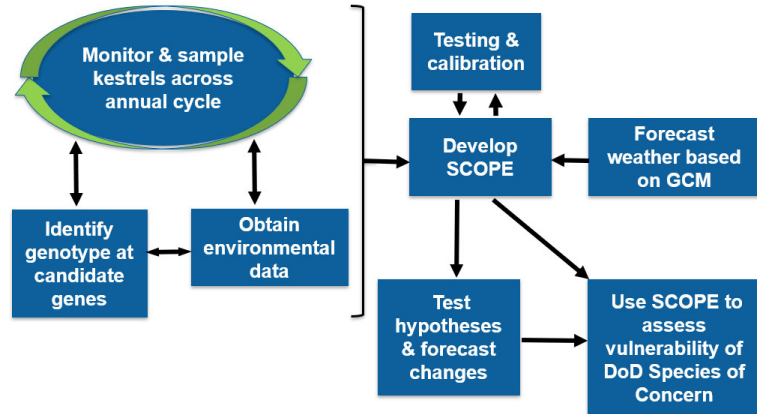 Monitor & sample
kestrels across
annual cycle
Identify
genotype at
candidate
genes
Obtain
environmental
data
Testing &
calibration
Develop
SCOPE
Forecast
weather based
on GCM
Test
hypotheses
& forecast
changes
Use SCOPE to
assess
vulnerability of
DoD Species of
Concern